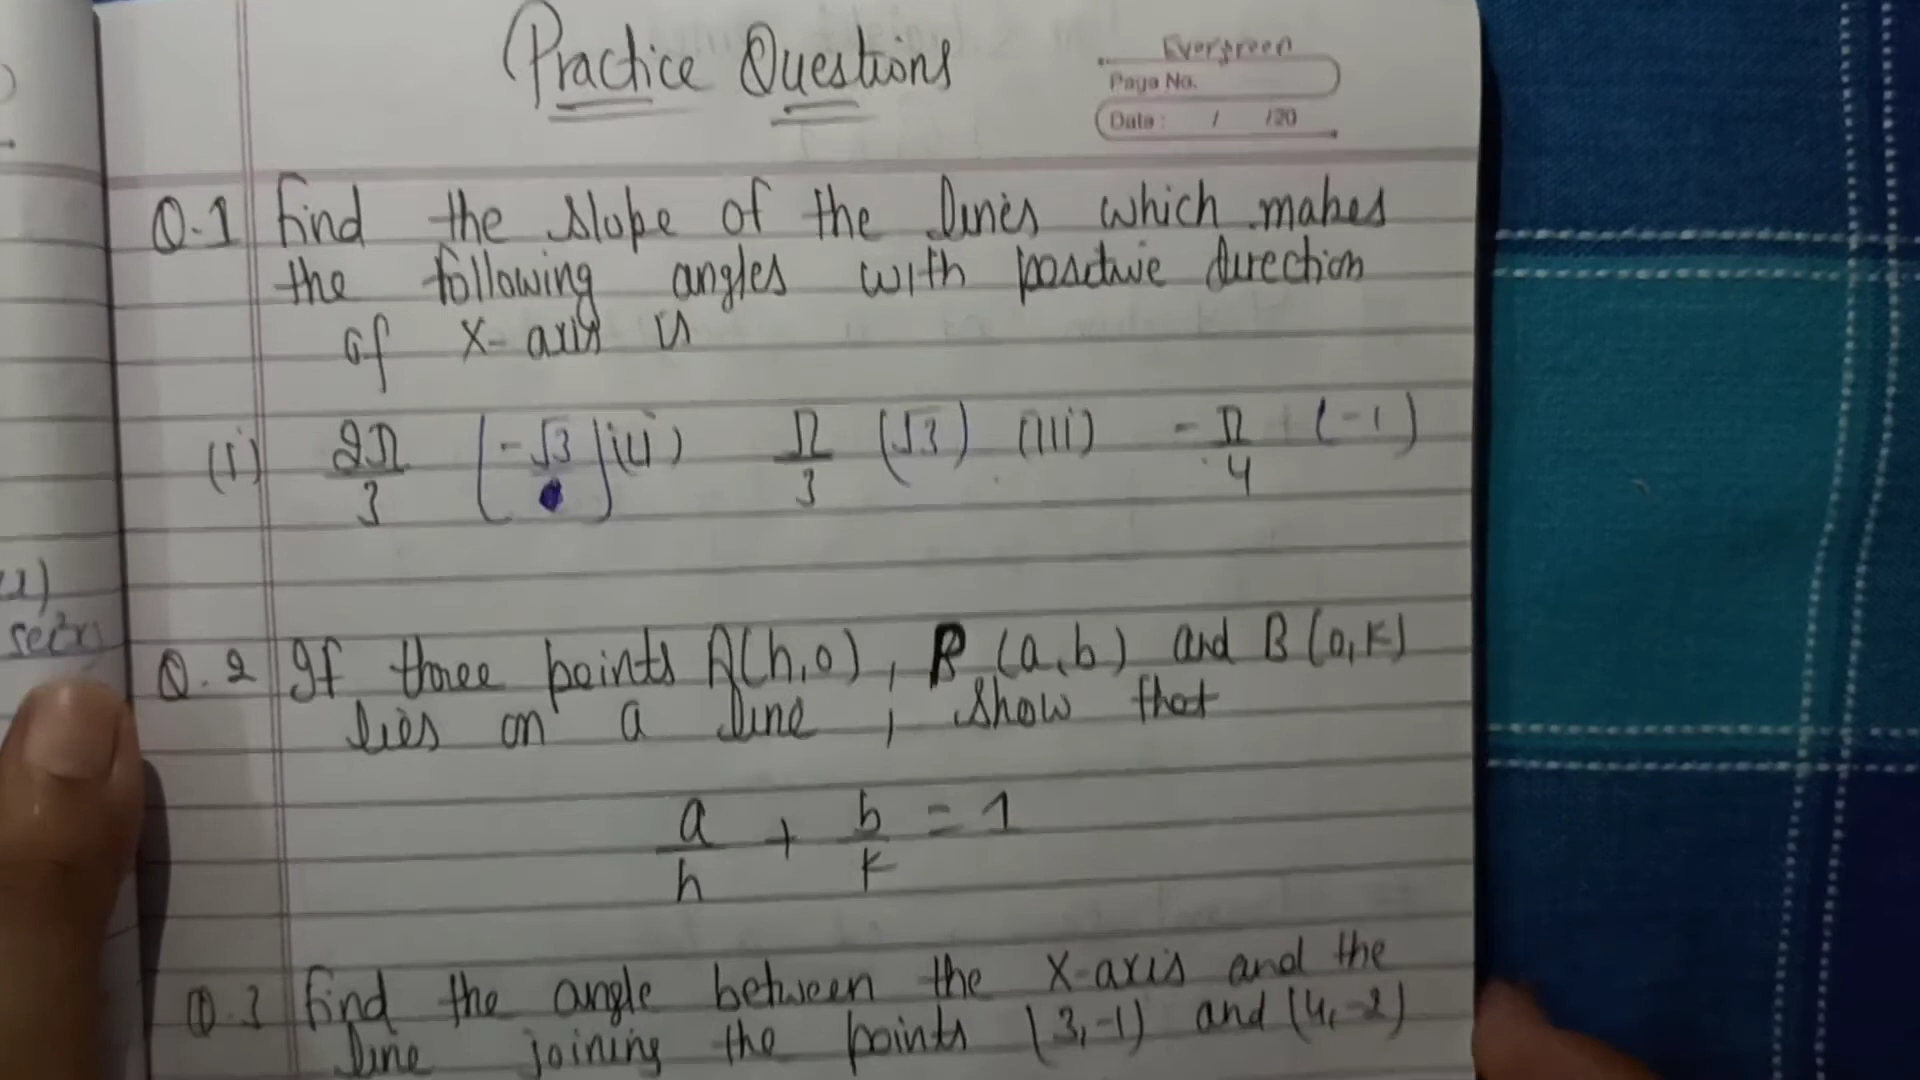 Practice Questions
Evergreen
Page No.
Date : / /20
Q.1 find the slope of the lines which makes
the following angles with positive direction
of x-axis is
(i) 2π/3 (-√3) (ii) π/3 (√3) (iii) -π/4 (-1)
2)
sec²x
Q.2 If three points A(h,0), P(a,b) and B(0,k)
lies on a line, show that
a/h + b/k = 1
Q.3 find the angle between the X-axis and the
line joining the points (3,-1) and (4,-2)